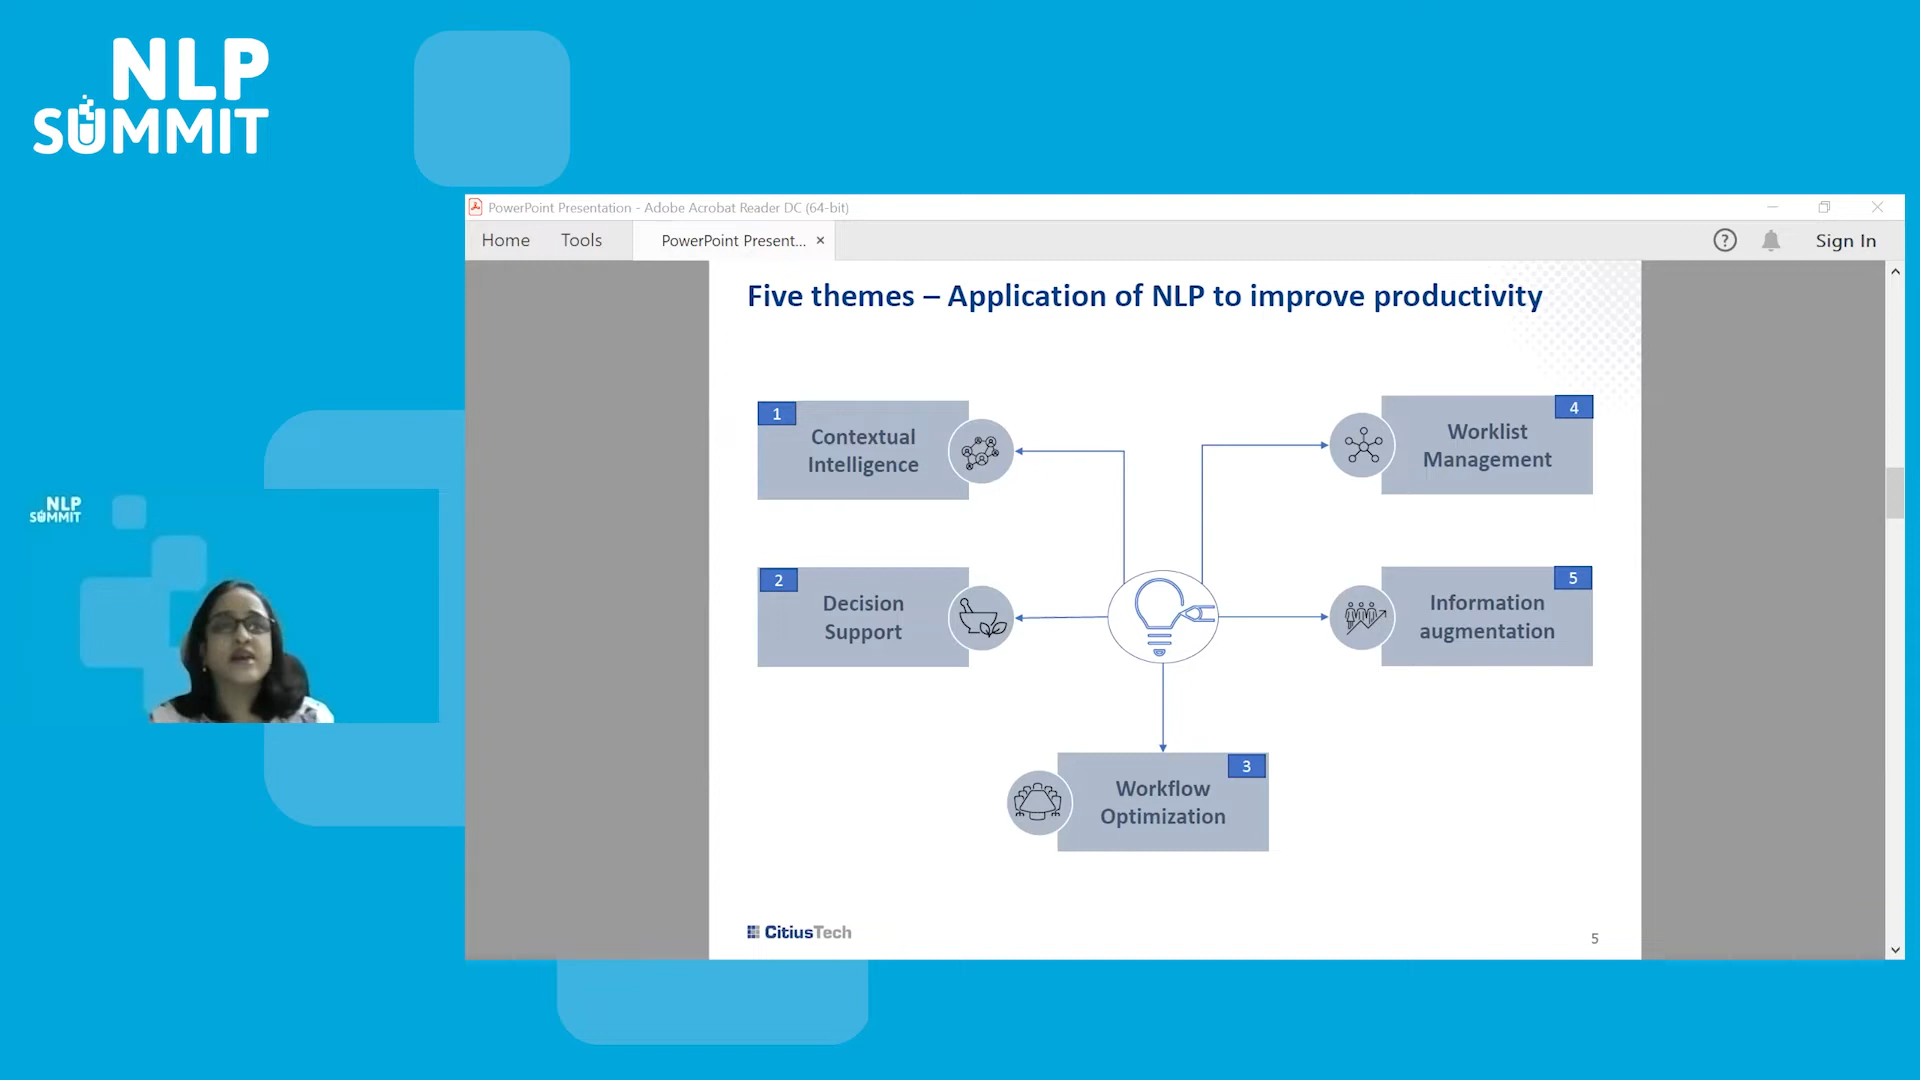 NLP
SUMMIT
PowerPoint Presentation - Adobe Acrobat Reader DC (64-bit)
Home
Tools
PowerPoint Present...
Sign In
Five themes – Application of NLP to improve productivity
1
Contextual
Intelligence
4
Worklist
Management
2
Decision
Support
5
Information
augmentation
3
Workflow
Optimization
CitiusTech
5
NLP
SUMMIT